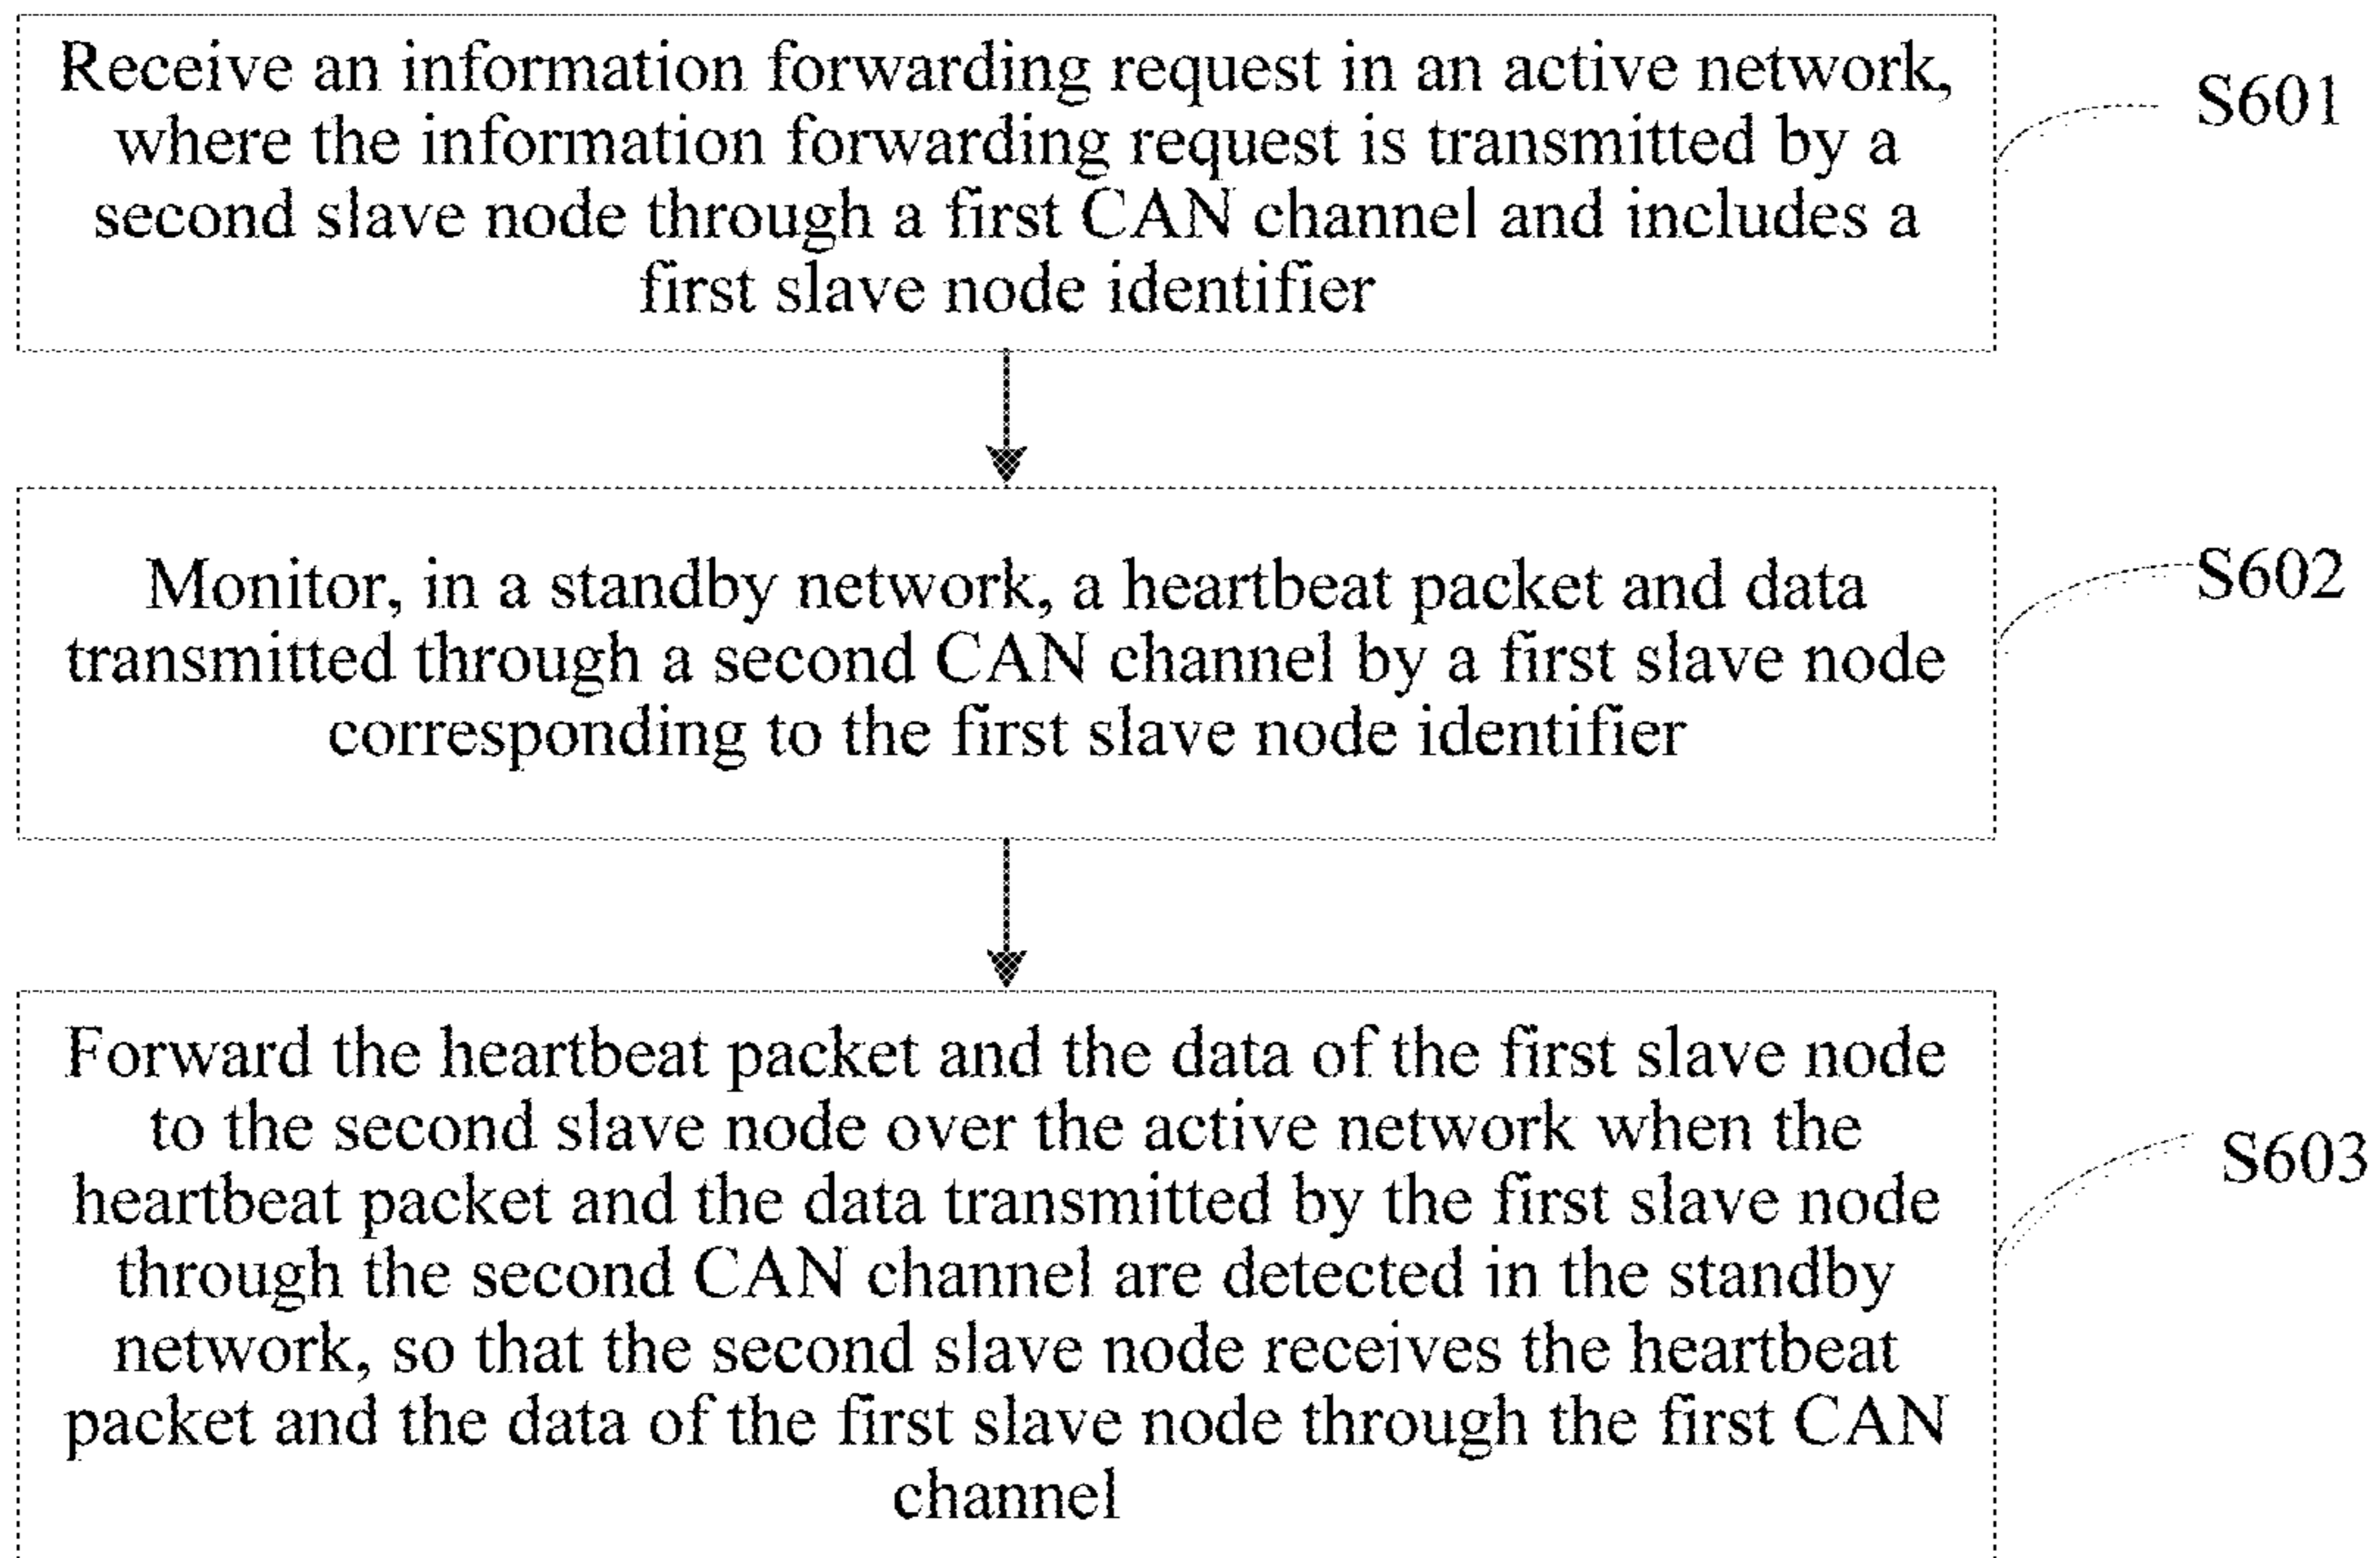 Receive an information forwarding request in an active network,
where the information forwarding request is transmitted by a
second slave node through a first CAN channel and includes a
first slave node identifier
S601
Monitor, in a standby network, a heartbeat packet and data
transmitted through a second CAN channel by a first slave node
corresponding to the first slave node identifier
S602
Forward the heartbeat packet and the data of the first slave node
to the second slave node over the active network when the
heartbeat packet and the data transmitted by the first slave node
through the second CAN channel are detected in the standby
network, so that the second slave node receives the heartbeat
packet and the data of the first slave node through the first CAN
channel
S603